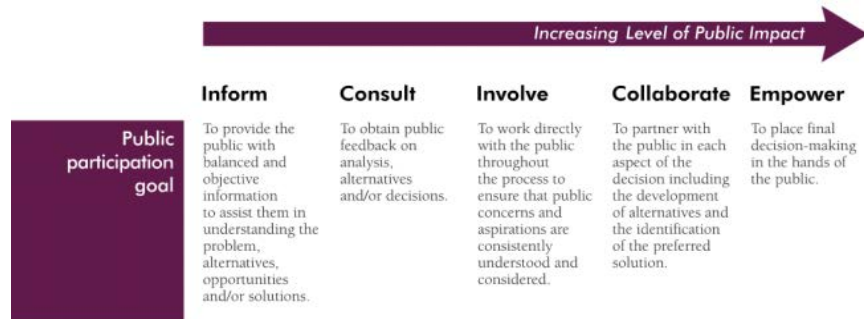 Increasing Level of Public Impact
Inform
Consult
Involve
Collaborate
Empower
Public
participation
goal
To provide the
public with
balanced and
objective
information
to assist them in
understanding the
problem,
alternatives,
opportunities
and/or solutions.
To obtain public
feedback on
analysis,
alternatives
and/or decisions.
To work directly
with the public
throughout
the process to
ensure that public
concerns and
aspirations are
consistently
understood and
considered.
To partner with
the public in each
aspect of the
decision including
the development
of alternatives and
the identification
of the preferred
solution.
To place final
decision-making
in the hands of
the public.